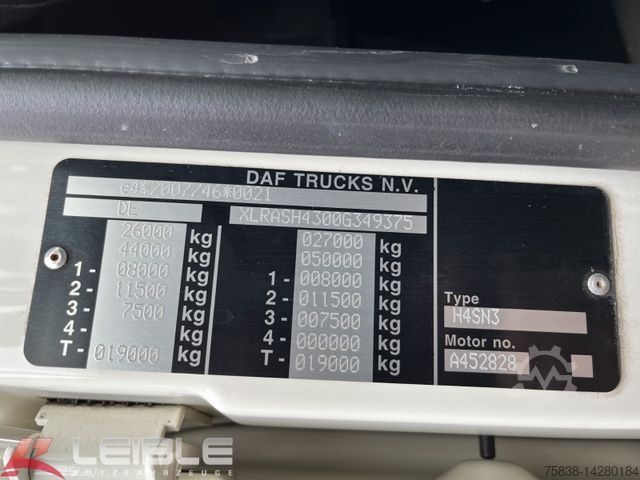 DAF TRUCKS N.V.
e4*2007/46*0021
DE XLRASH4300G349375
26000 kg 027000 kg
44000 kg 050000 kg
1- 08000 kg 1- 008000 kg
2- 11500 kg 2- 011500 kg
3- 7500 kg 3- 007500 kg
4- kg 4- 000000 kg
T- 019000 kg T- 019000 kg
Type
H4SN3
Motor no.
A452828
LEIBLE
NUTZFAHRZEUGE
75838-14280184